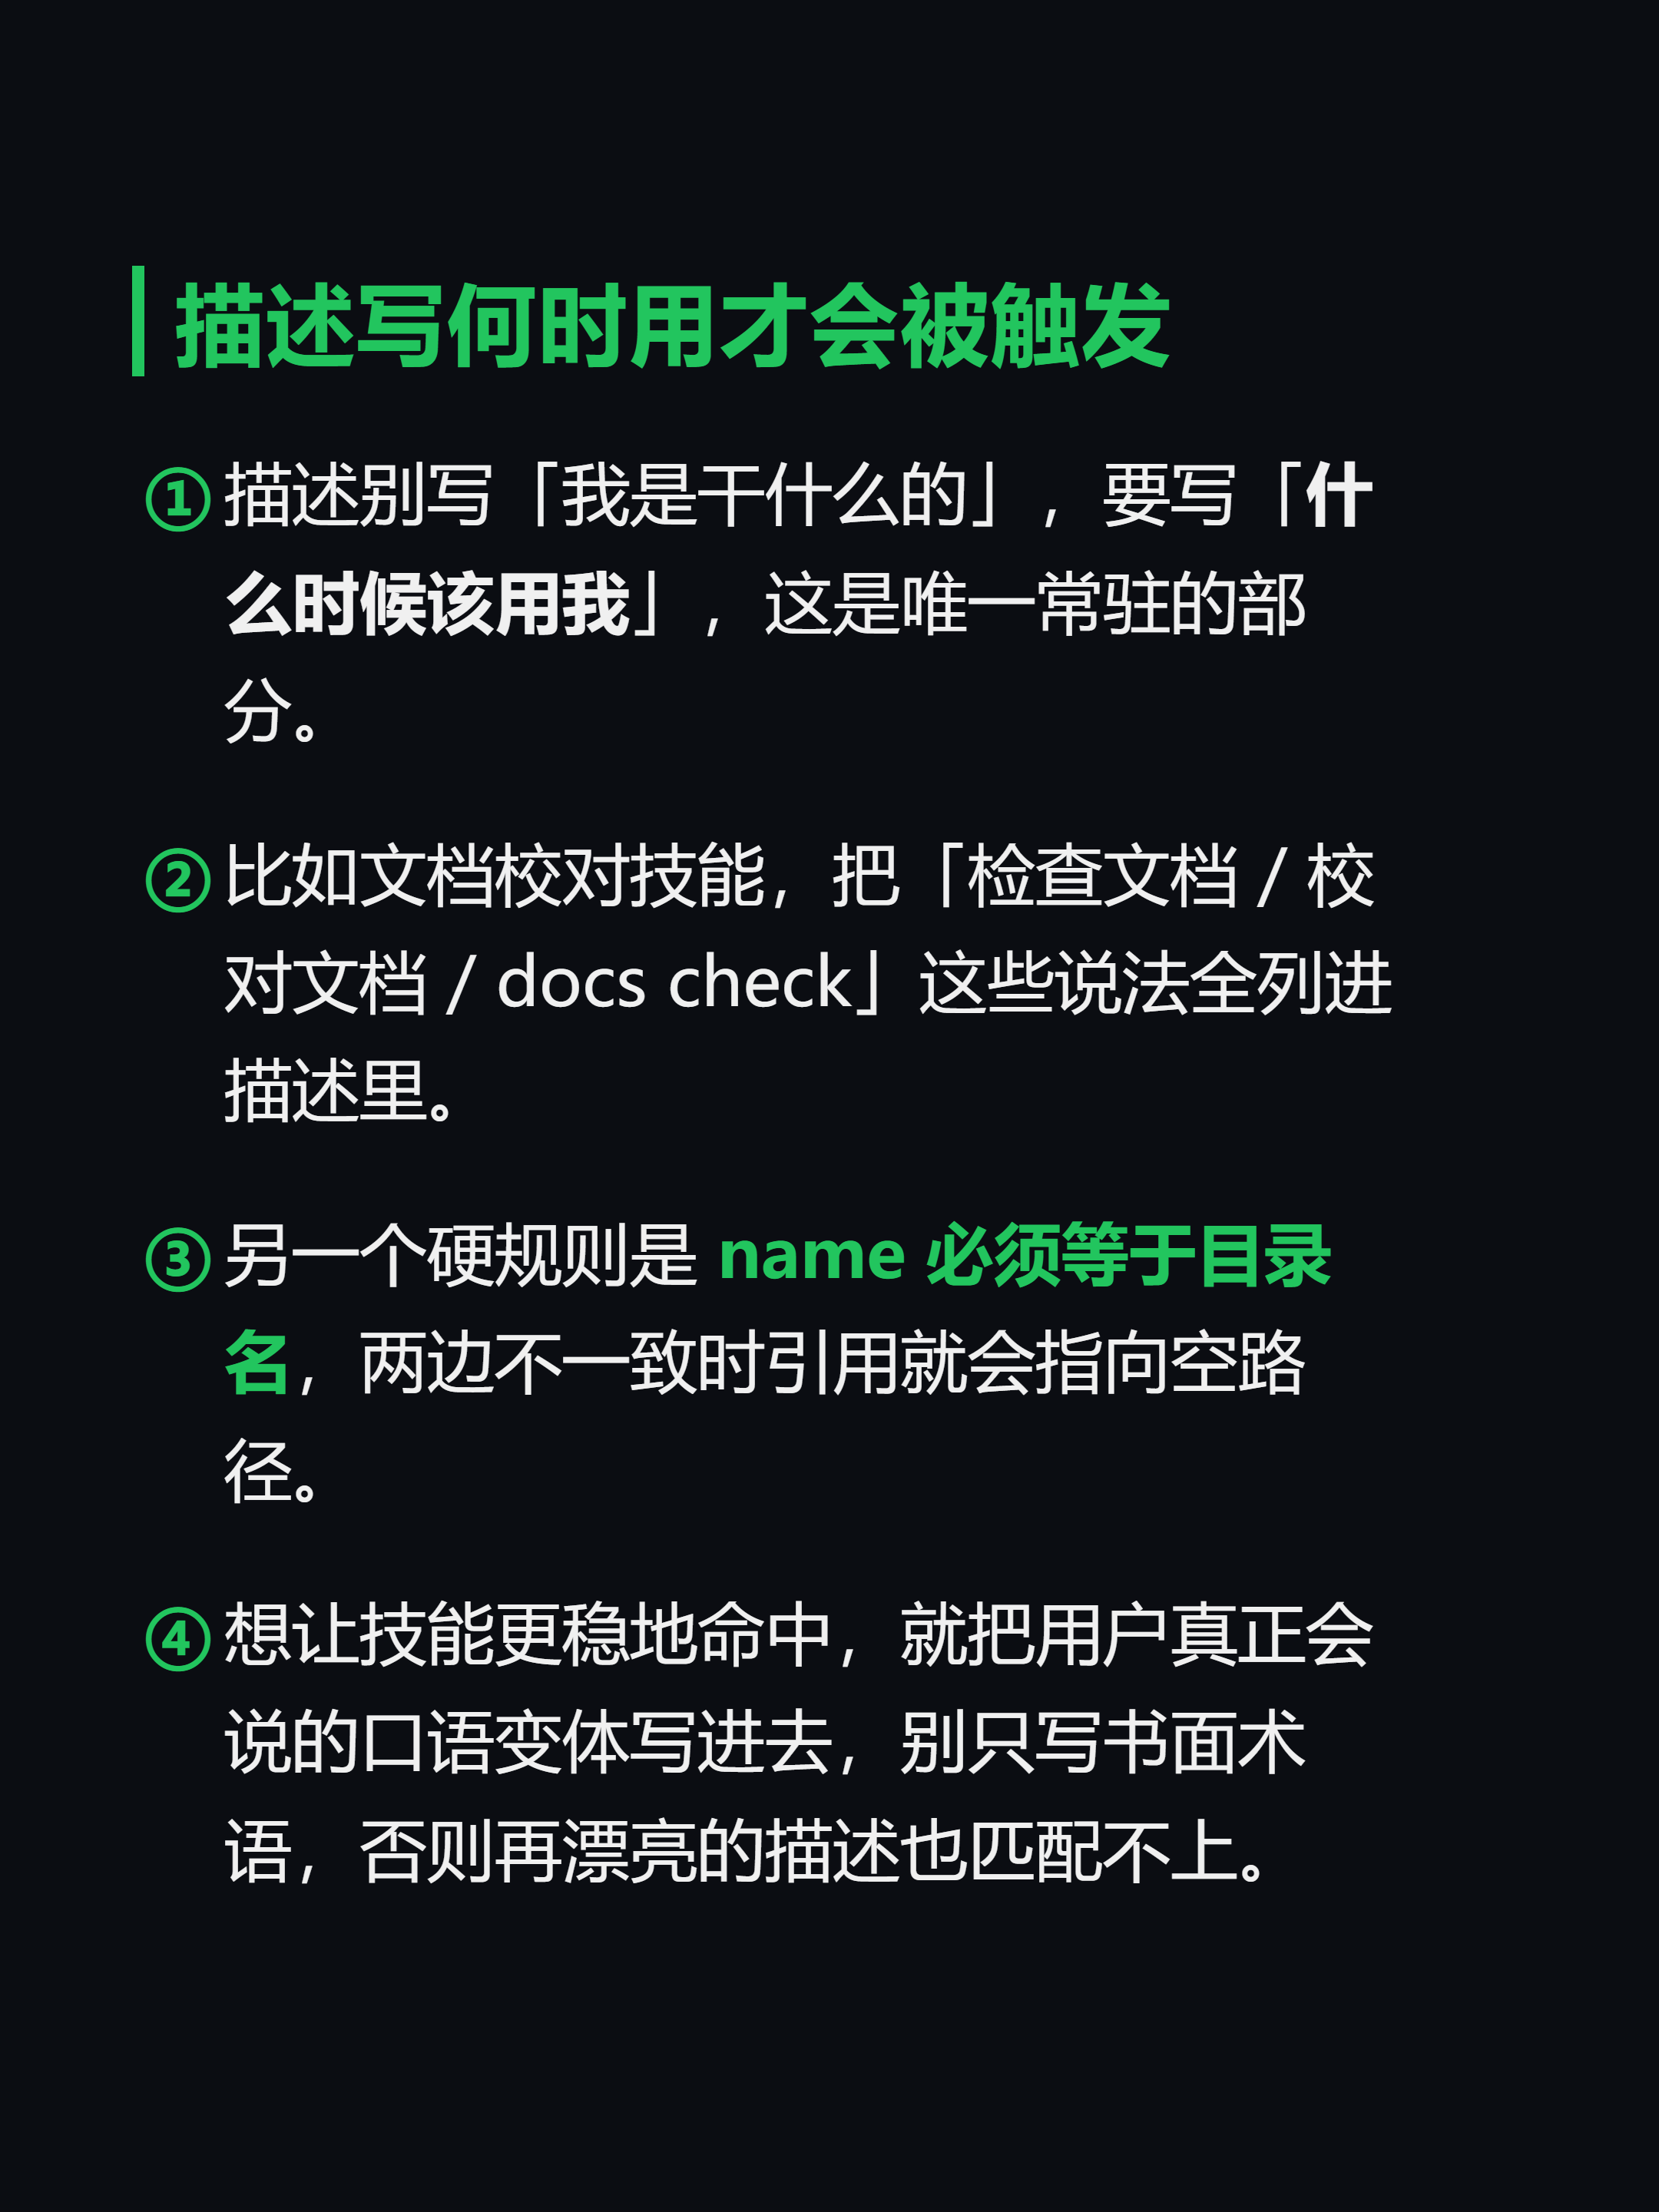 描述写何时用才会被触发
① 描述别写「我是干什么的」，要写「什
么时候该用我」，这是唯一常驻的部
分。
② 比如文档校对技能，把「检查文档 / 校
对文档 / docs check」这些说法全列进
描述里。
③ 另一个硬规则是 name 必须等于目录
名，两边不一致时引用就会指向空路
径。
④ 想让技能更稳地命中，就把用户真正会
说的口语变体写进去，别只写书面术
语，否则再漂亮的描述也匹配不上。